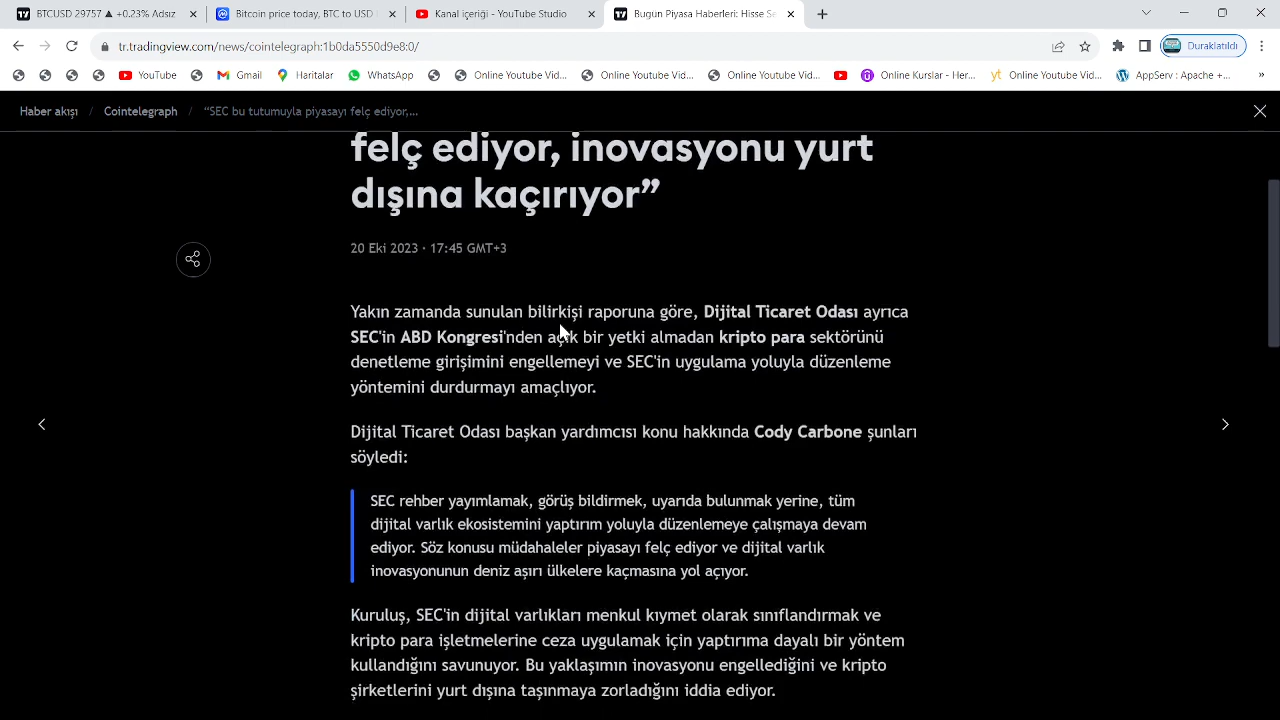 BTCUSD 29757 ▲ +0.23% Adsız
Bitcoin price today, BTC to USD
Kanal içeriği - YouTube Studio
Bugün Piyasa Haberleri: Hisse Se
tr.tradingview.com/news/cointelegraph:1b0da5550d9e8:0/
Duraklatıldı
YouTube
Gmail
Haritalar
WhatsApp
Online Youtube Vid...
Online Youtube Vid...
Online Youtube Vid...
Online Kurslar - Her...
yt Online Youtube Vid...
AppServ : Apache +...
»
Haber akışı / Cointelegraph / “SEC bu tutumuyla piyasayı felç ediyor,...
felç ediyor, inovasyonu yurt
dışına kaçırıyor”
20 Eki 2023 · 17:45 GMT+3
Yakın zamanda sunulan bilirkişi raporuna göre, Dijital Ticaret Odası ayrıca
SEC'in ABD Kongresi'nden açık bir yetki almadan kripto para sektörünü
denetleme girişimini engellemeyi ve SEC'in uygulama yoluyla düzenleme
yöntemini durdurmayı amaçlıyor.
Dijital Ticaret Odası başkan yardımcısı konu hakkında Cody Carbone şunları
söyledi:
SEC rehber yayımlamak, görüş bildirmek, uyarıda bulunmak yerine, tüm
dijital varlık ekosistemini yaptırım yoluyla düzenlemeye çalışmaya devam
ediyor. Söz konusu müdahaleler piyasayı felç ediyor ve dijital varlık
inovasyonunun deniz aşırı ülkelere kaçmasına yol açıyor.
Kuruluş, SEC'in dijital varlıkları menkul kıymet olarak sınıflandırmak ve
kripto para işletmelerine ceza uygulamak için yaptırıma dayalı bir yöntem
kullandığını savunuyor. Bu yaklaşımın inovasyonu engellediğini ve kripto
şirketlerini yurt dışına taşınmaya zorladığını iddia ediyor.